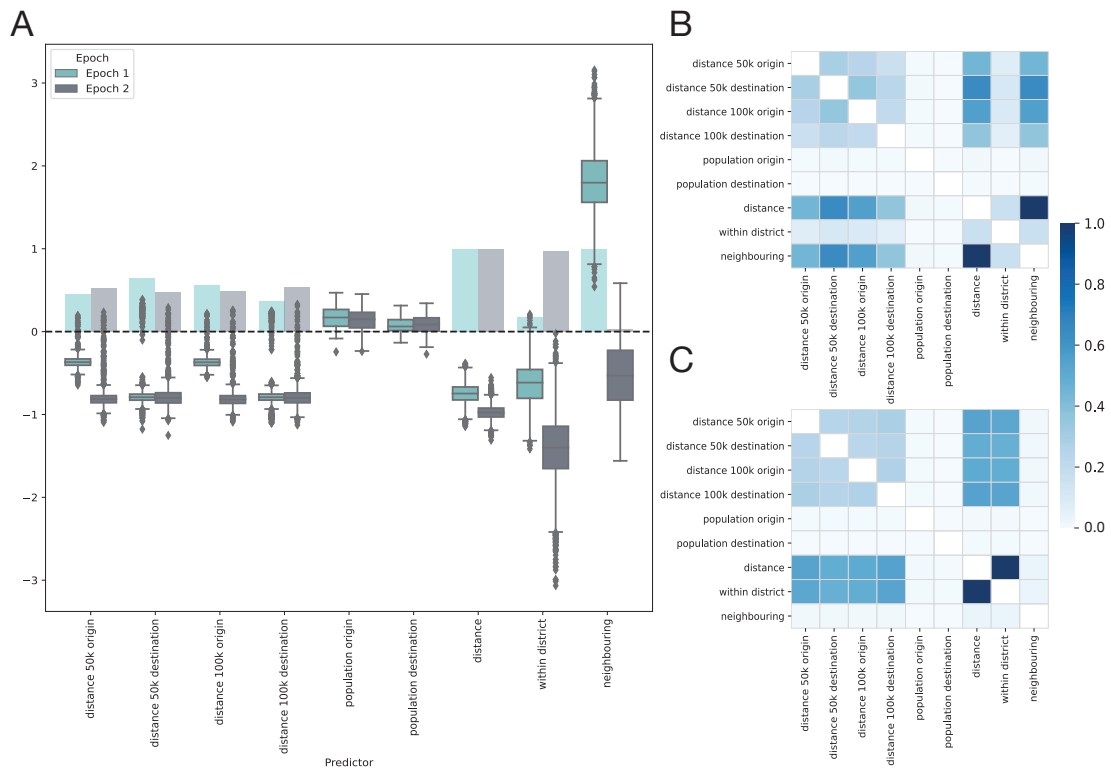 A
Epoch
Epoch 1
Epoch 2
3
2
1
0
−1
−2
−3
distance 50k origin
distance 50k destination
distance 100k origin
distance 100k destination
population origin
population destination
distance
within district
neighbouring
Predictor
B
distance 50k origin
distance 50k destination
distance 100k origin
distance 100k destination
population origin
population destination
distance
within district
neighbouring
distance 50k origin
distance 50k destination
distance 100k origin
distance 100k destination
population origin
population destination
distance
within district
neighbouring
C
distance 50k origin
distance 50k destination
distance 100k origin
distance 100k destination
population origin
population destination
distance
within district
neighbouring
distance 50k origin
distance 50k destination
distance 100k origin
distance 100k destination
population origin
population destination
distance
within district
neighbouring
1.0
0.8
0.6
0.4
0.2
0.0